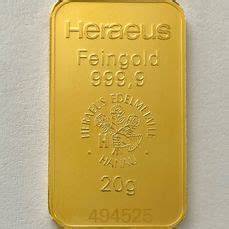 Heraeus
Feingold
999,9
HERAEUS EDELMETALLE
H
HANAU
20g
494525